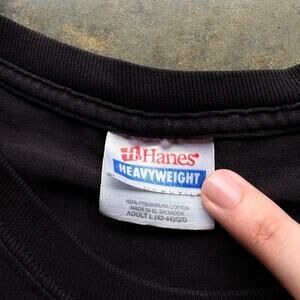 Hanes
HEAVYWEIGHT
100% PRESHRUNK COTTON
MADE IN EL SALVADOR
ADULT L (42-44)/G/G